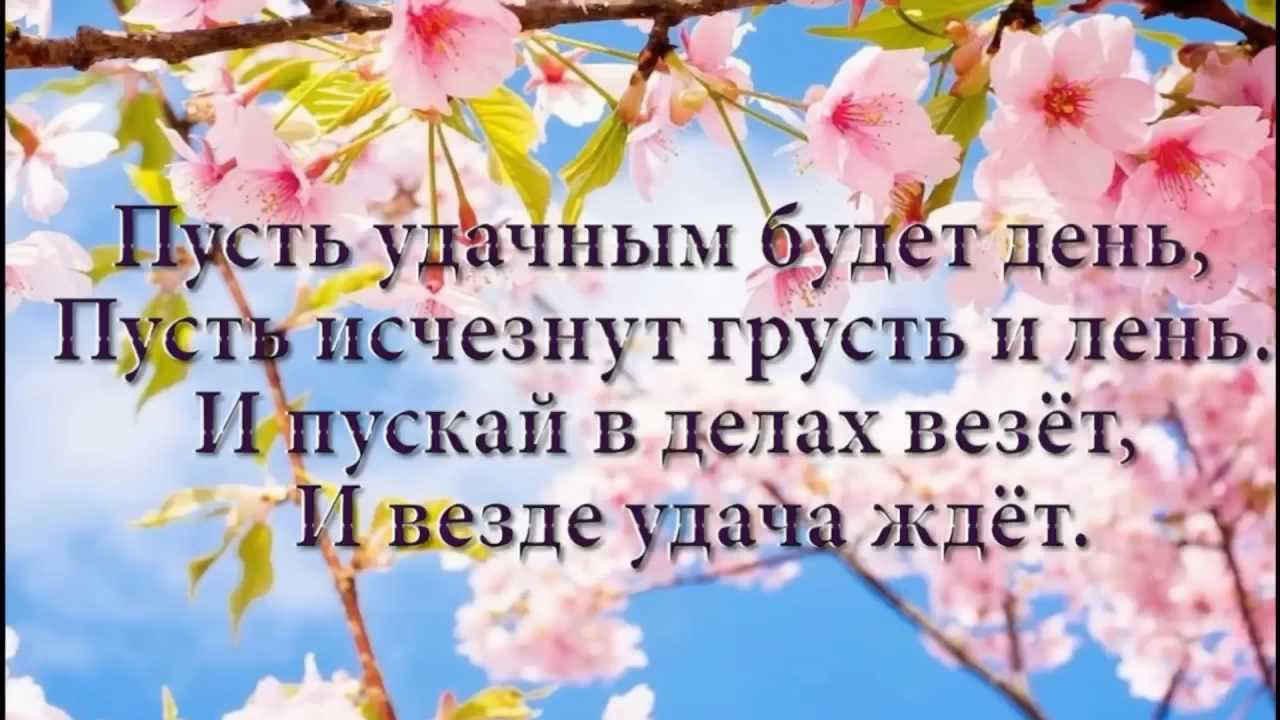 Пусть удачным будет день,
Пусть исчезнут грусть и лень.
И пускай в делах везёт,
И везде удача ждёт.